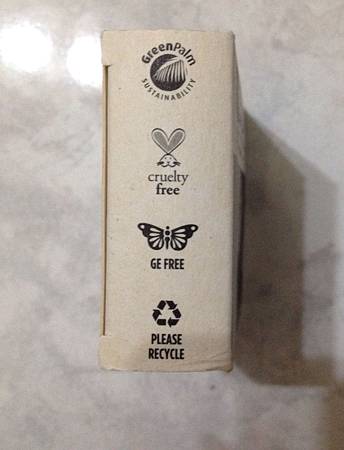 GreenPalm
SUSTAINABILITY
cruelty
free
GE FREE
PLEASE
RECYCLE